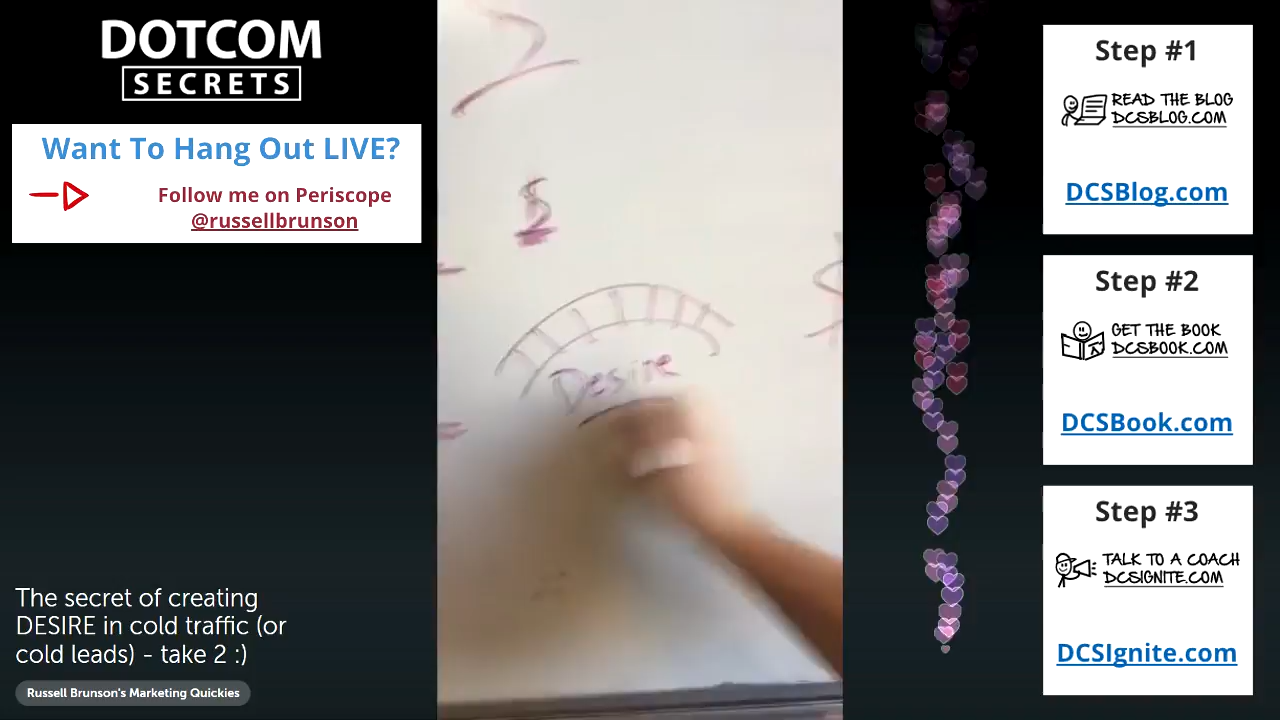 DOTCOM
SECRETS
Want To Hang Out LIVE?
Follow me on Periscope
@russellbrunson
The secret of creating
DESIRE in cold traffic (or
cold leads) - take 2 :)
Russell Brunson's Marketing Quickies
2
$
Desire
Step #1
READ THE BLOG
DCSBLOG.COM
DCSBlog.com
Step #2
GET THE BOOK
DCSBOOK.COM
DCSBook.com
Step #3
TALK TO A COACH
DCSIGNITE.COM
DCSIgnite.com